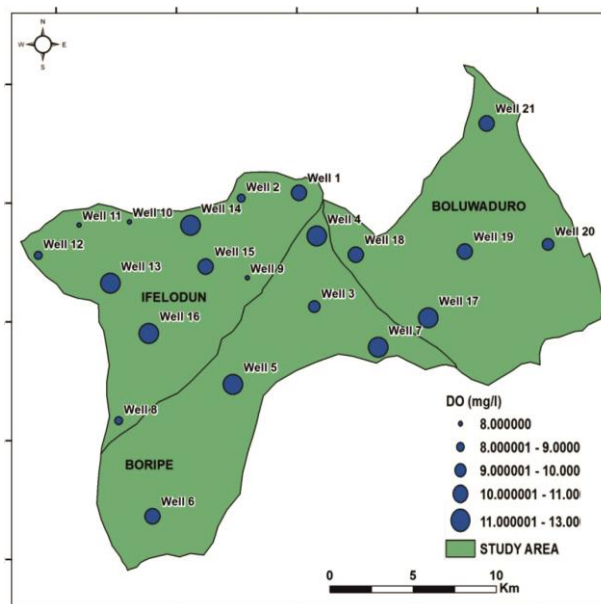 N
W E
S
Well 21
Well 1
Well 2
Well 11
Well 10
Well 14
Well 4
BOLUWADURO
Well 12
Well 18
Well 19
Well 20
Well 15
Well 9
Well 13
IFELODUN
Well 3
Well 16
Well 17
Well 7
Well 5
Well 8
BORIPE
Well 6
DO (mg/l)
8.000000
8.000001 - 9.0000
9.000001 - 10.000
10.000001 - 11.00
11.000001 - 13.00
STUDY AREA
0 5 10
Km